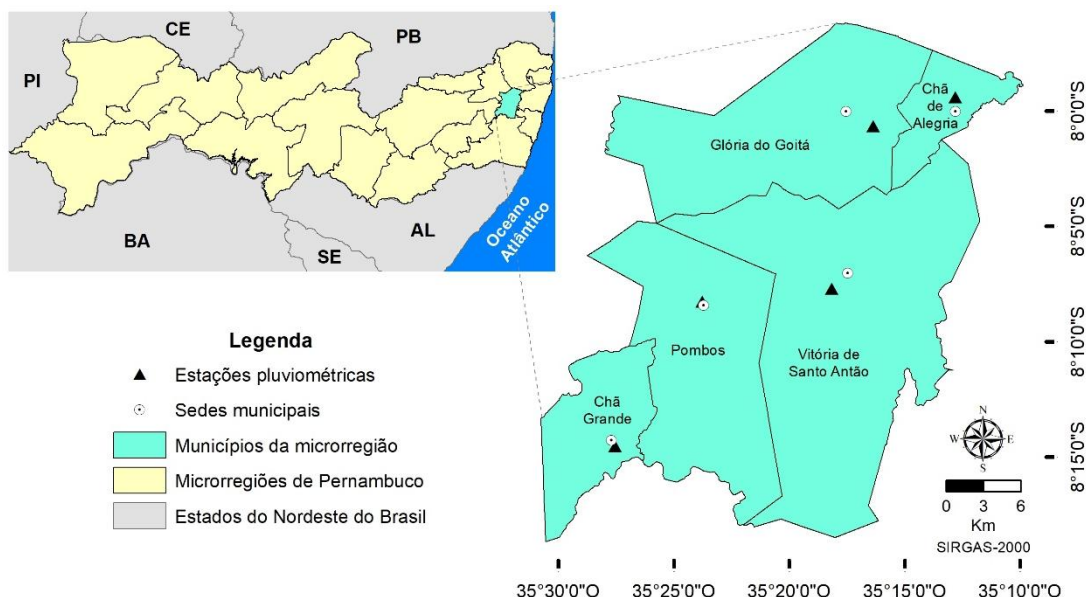 CE
PB
PI
BA
AL
SE
Oceano
Atlântico
Legenda
Estações pluviométricas
Sedes municipais
Municípios da microrregião
Microrregiões de Pernambuco
Estados do Nordeste do Brasil
Chã
de
Alegria
Glória do Goitá
Pombos
Vitória de
Santo Antão
Chã
Grande
N
W
E
S
0 3 6
Km
SIRGAS-2000
8°0'0"S
8°5'0"S
8°10'0"S
8°15'0"S
35°30'0"O 35°25'0"O 35°20'0"O 35°15'0"O 35°10'0"O